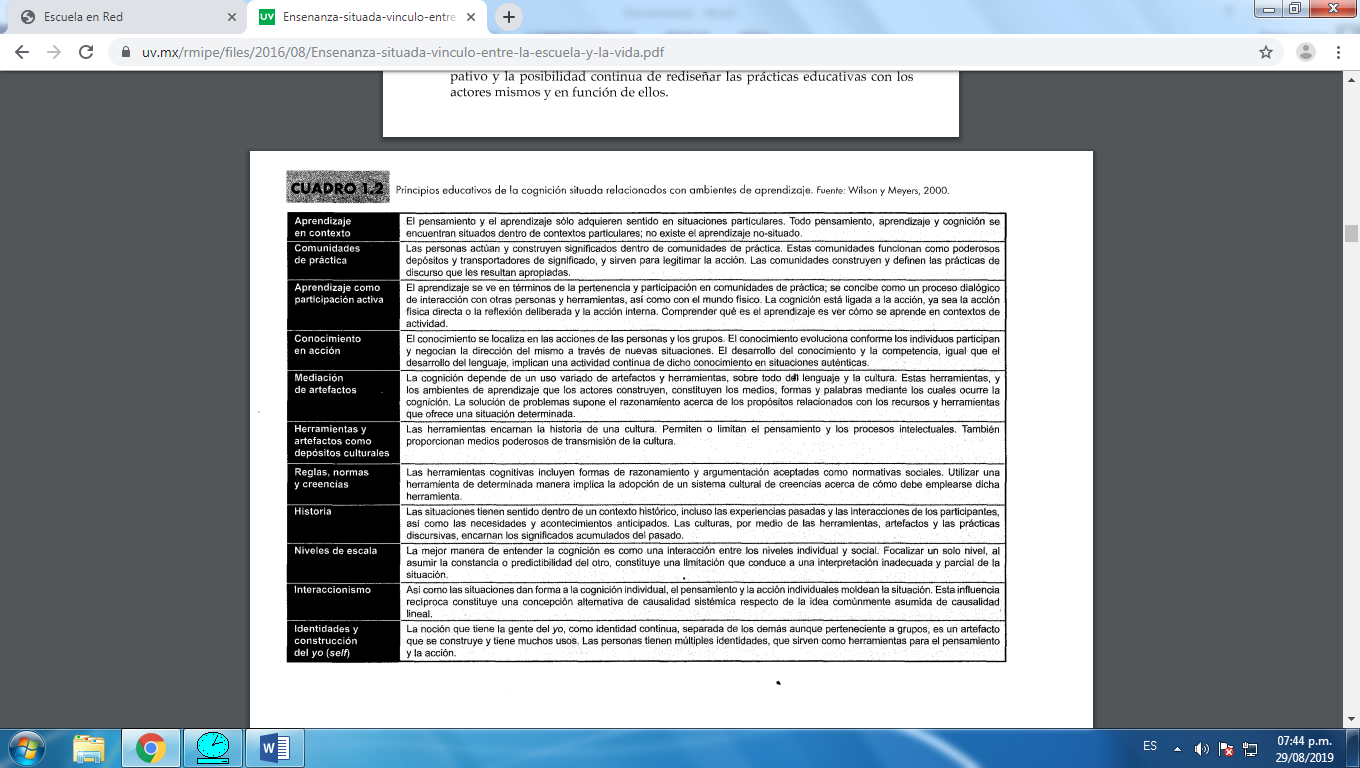 Escuela en Red
UV Ensenanza-situada-vinculo-entre
uv.mx/rmipe/files/2016/08/Ensenanza-situada-vinculo-entre-la-escuela-y-la-vida.pdf
pativo y la posibilidad continua de rediseñar las prácticas educativas con los
actores mismos y en función de ellos.
CUADRO 1.2 Principios educativos de la cognición situada relacionados con ambientes de aprendizaje. Fuente: Wilson y Meyers, 2000.
Aprendizaje
en contexto
El pensamiento y el aprendizaje sólo adquieren sentido en situaciones particulares. Todo pensamiento, aprendizaje y cognición se
encuentran situados dentro de contextos particulares; no existe el aprendizaje no-situado.
Comunidades
de práctica
Las personas actúan y construyen significados dentro de comunidades de práctica. Estas comunidades funcionan como poderosos
depósitos y transportadores de significado, y sirven para legitimar la acción. Las comunidades construyen y definen las prácticas de
discurso que les resultan apropiadas.
Aprendizaje como
participación activa
El aprendizaje se ve en términos de la pertenencia y participación en comunidades de práctica; se concibe como un proceso dialógico
de interacción con otras personas y herramientas, así como con el mundo físico. La cognición está ligada a la acción, ya sea la acción
física directa o la reflexión deliberada y la acción interna. Comprender qué es el aprendizaje es ver cómo se aprende en contextos de
actividad.
Conocimiento
en acción
El conocimiento se localiza en las acciones de las personas y los grupos. El conocimiento evoluciona conforme los individuos participan
y negocian la dirección del mismo a través de nuevas situaciones. El desarrollo del conocimiento y la competencia, igual que el
desarrollo del lenguaje, implican una actividad continua de dicho conocimiento en situaciones auténticas.
Mediación
de artefactos
La cognición depende de un uso variado de artefactos y herramientas, sobre todo del lenguaje y la cultura. Estas herramientas, y
los ambientes de aprendizaje que los actores construyen, constituyen los medios, formas y palabras mediante los cuales ocurre la
cognición. La solución de problemas supone el razonamiento acerca de los propósitos relacionados con los recursos y herramientas
que ofrece una situación determinada.
Herramientas y
artefactos como
depósitos culturales
Las herramientas encarnan la historia de una cultura. Permiten o limitan el pensamiento y los procesos intelectuales. También
proporcionan medios poderosos de transmisión de la cultura.
Reglas, normas
y creencias
Las herramientas cognitivas incluyen formas de razonamiento y argumentación aceptadas como normativas sociales. Utilizar una
herramienta de determinada manera implica la adopción de un sistema cultural de creencias acerca de cómo debe emplearse dicha
herramienta.
Historia
Las situaciones tienen sentido dentro de un contexto histórico, incluso las experiencias pasadas y las interacciones de los participantes,
así como las necesidades y acontecimientos anticipados. Las culturas, por medio de las herramientas, artefactos y las prácticas
discursivas, encarnan los significados acumulados del pasado.
Niveles de escala
La mejor manera de entender la cognición es como una interacción entre los niveles individual y social. Focalizar un solo nivel, al
asumir la constancia o predictibilidad del otro, constituye una limitación que conduce a una interpretación inadecuada y parcial de la
situación.
Interaccionismo
Así como las situaciones dan forma a la cognición individual, el pensamiento y la acción individuales moldean la situación. Esta influencia
recíproca constituye una concepción alternativa de causalidad sistémica respecto de la idea comúnmente asumida de causalidad
lineal.
Identidades y
construcción
del yo (self)
La noción que tiene la gente del yo, como identidad continua, separada de los demás aunque perteneciente a grupos, es un artefacto
que se construye y tiene muchos usos. Las personas tienen múltiples identidades, que sirven como herramientas para el pensamiento
y la acción.
ES
07:44 p.m.
29/08/2019